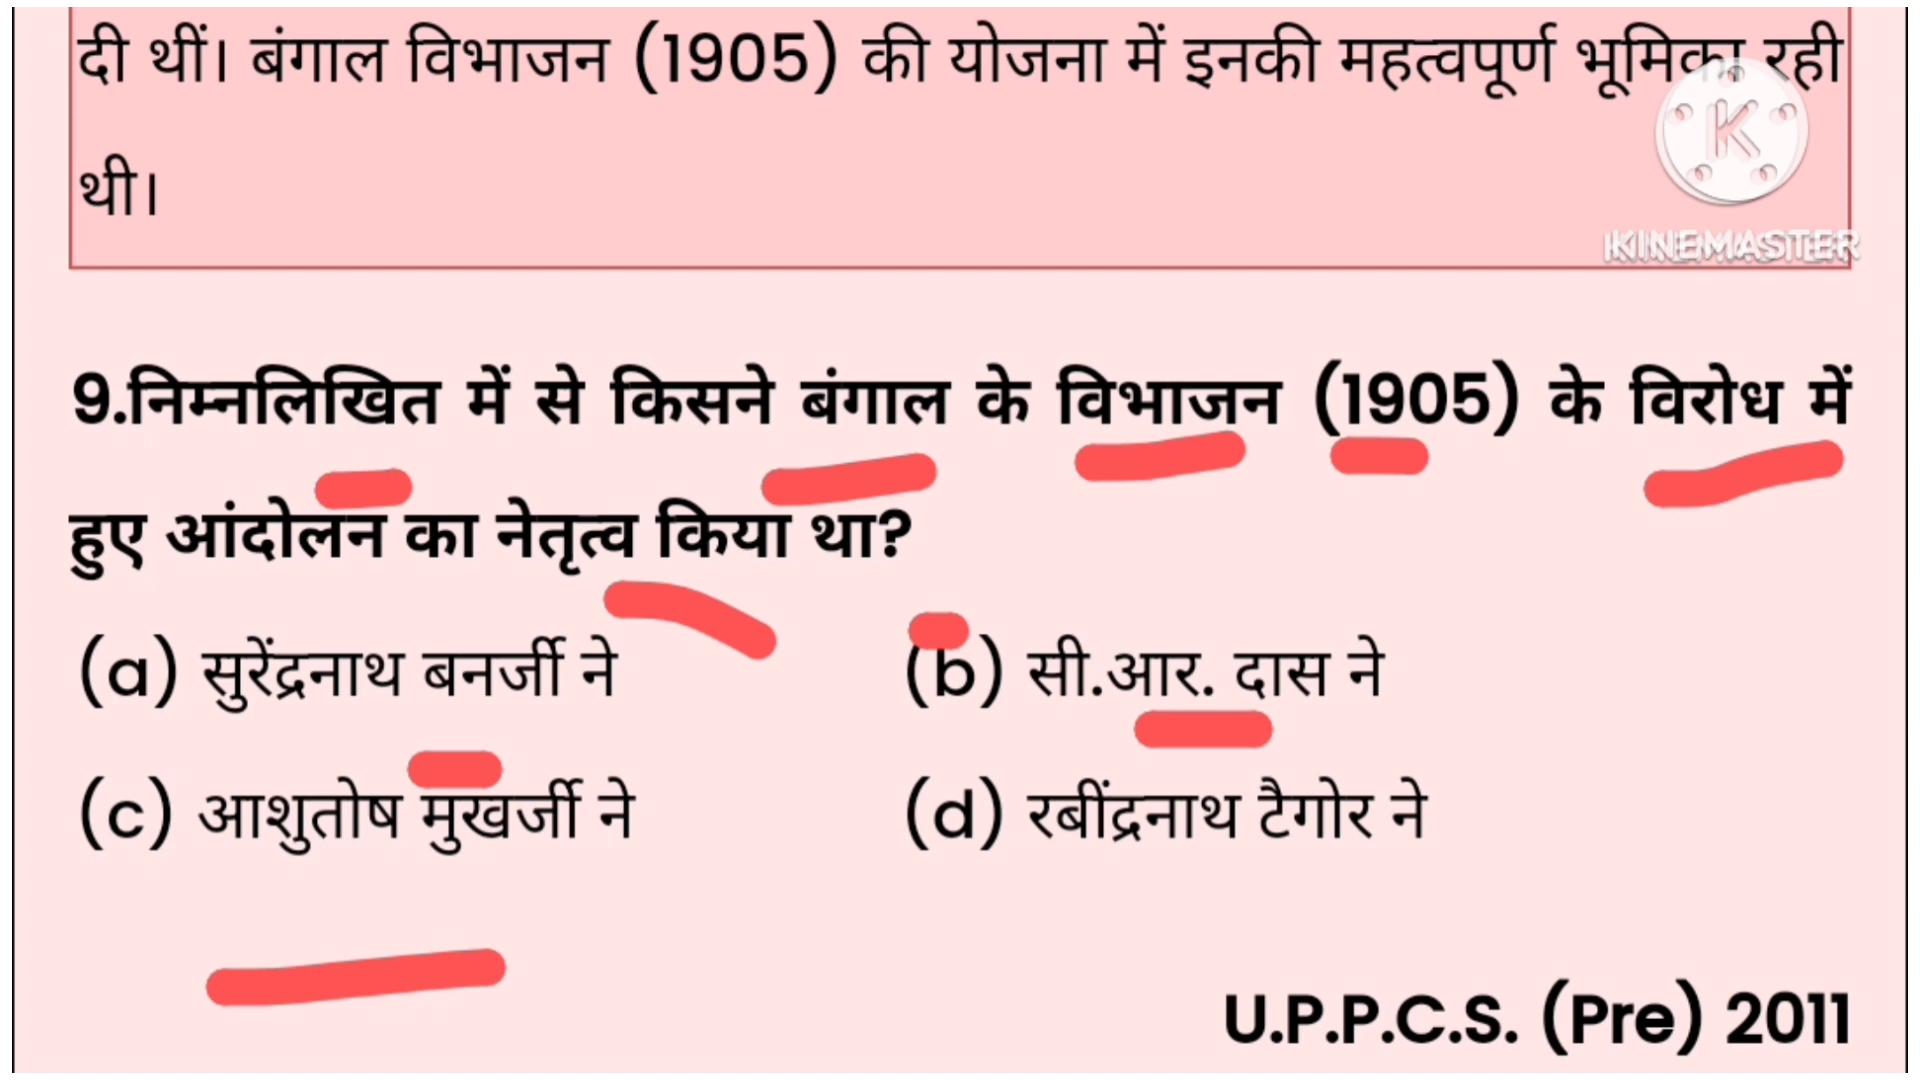 दी थीं। बंगाल विभाजन (1905) की योजना में इनकी महत्वपूर्ण भूमिका रही
थी।
K
KINEMASTER
9.निम्नलिखित में से किसने बंगाल के विभाजन (1905) के विरोध में
हुए आंदोलन का नेतृत्व किया था?
(a) सुरेंद्रनाथ बनर्जी ने (b) सी.आर. दास ने
(c) आशुतोष मुखर्जी ने (d) रबींद्रनाथ टैगोर ने
U.P.P.C.S. (Pre) 2011